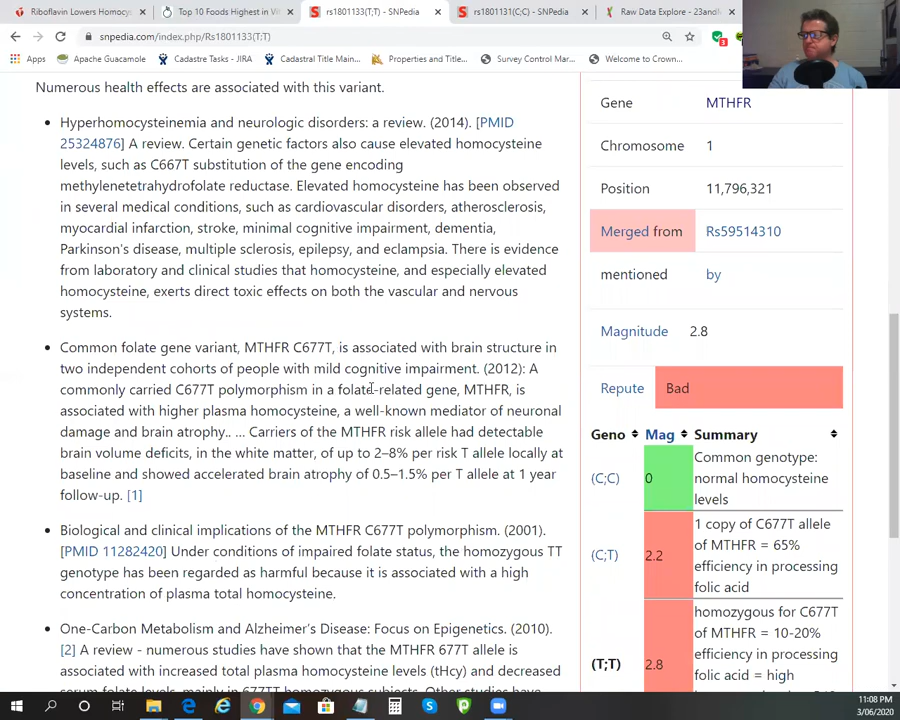 Riboflavin Lowers Homocys
Top 10 Foods Highest in Vi
rs1801133(T;T) - SNPedia
rs1801131(C;C) - SNPedia
Raw Data Explore - 23andM
snpedia.com/index.php/Rs1801133(T;T)
Apps
Apache Guacamole
Cadastre Tasks - JIRA
Cadastral Title Main...
Properties and Title...
Survey Control Mar...
Welcome to Crown...
Numerous health effects are associated with this variant.
Hyperhomocysteinemia and neurologic disorders: a review. (2014). [PMID
25324876] A review. Certain genetic factors also cause elevated homocysteine
levels, such as C667T substitution of the gene encoding
methylenetetrahydrofolate reductase. Elevated homocysteine has been observed
in several medical conditions, such as cardiovascular disorders, atherosclerosis,
myocardial infarction, stroke, minimal cognitive impairment, dementia,
Parkinson's disease, multiple sclerosis, epilepsy, and eclampsia. There is evidence
from laboratory and clinical studies that homocysteine, and especially elevated
homocysteine, exerts direct toxic effects on both the vascular and nervous
systems.
Common folate gene variant, MTHFR C677T, is associated with brain structure in
two independent cohorts of people with mild cognitive impairment. (2012): A
commonly carried C677T polymorphism in a folate-related gene, MTHFR, is
associated with higher plasma homocysteine, a well-known mediator of neuronal
damage and brain atrophy.. ... Carriers of the MTHFR risk allele had detectable
brain volume deficits, in the white matter, of up to 2–8% per risk T allele locally at
baseline and showed accelerated brain atrophy of 0.5–1.5% per T allele at 1 year
follow-up. [1]
Biological and clinical implications of the MTHFR C677T polymorphism. (2001).
[PMID 11282420] Under conditions of impaired folate status, the homozygous TT
genotype has been regarded as harmful because it is associated with a high
concentration of plasma total homocysteine.
One-Carbon Metabolism and Alzheimer's Disease: Focus on Epigenetics. (2010).
[2] A review - numerous studies have shown that the MTHFR 677T allele is
associated with increased total plasma homocysteine levels (tHcy) and decreased
serum folate levels, mainly in 677TT homozygous subjects. Other studies have
Gene MTHFR
Chromosome 1
Position 11,796,321
Merged from Rs59514310
mentioned by
Magnitude 2.8
Repute Bad
Geno Mag Summary
(C;C) 0 Common genotype:
normal homocysteine
levels
(C;T) 2.2 1 copy of C677T allele
of MTHFR = 65%
efficiency in processing
folic acid
(T;T) 2.8 homozygous for C677T
of MTHFR = 10-20%
efficiency in processing
folic acid = high
11:08 PM
3/06/2020